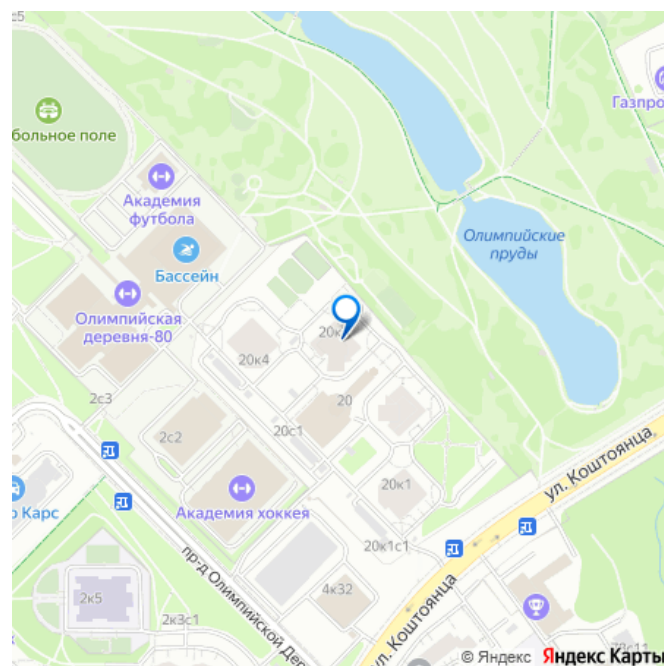 с5
Газпро
больное поле
Академия
футбола
Олимпийские
пруды
Бассейн
Олимпийская
деревня-80
20к
20к4
2с3
20
20с1
2с2
ул. Коштоянца
20к1
р Карс
Академия хоккея
20к1с1
пр-д Олимпийской Дер
4к32
2к5
2к3с1
ул. Коштоянца
© Яндекс Яндекс Карты